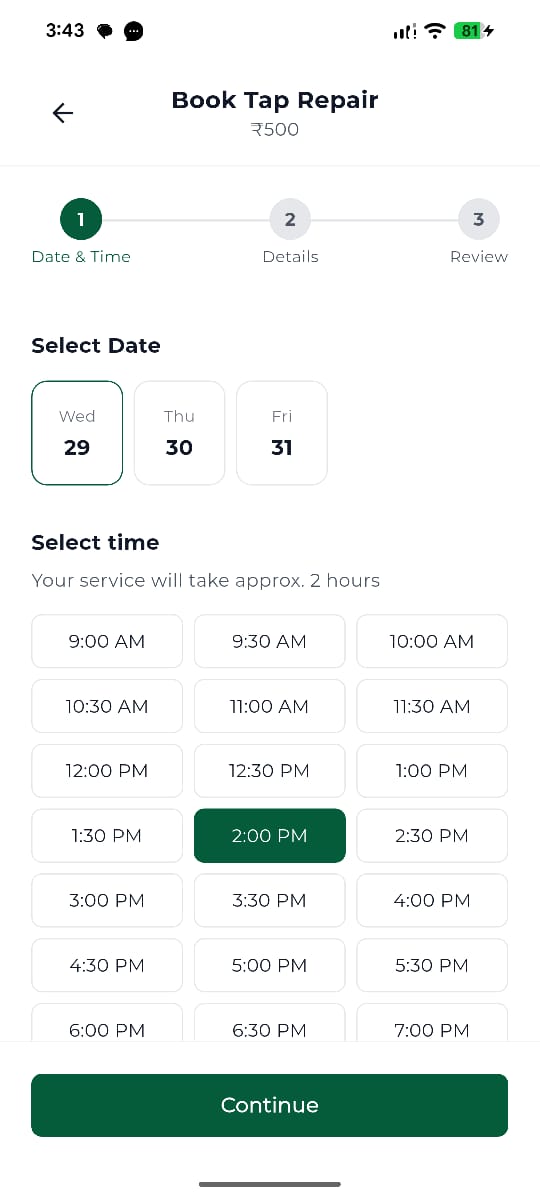 3:43
81
Book Tap Repair
₹500
1 2 3
Date & Time Details Review
Select Date
Wed Thu Fri
29 30 31
Select time
Your service will take approx. 2 hours
9:00 AM 9:30 AM 10:00 AM
10:30 AM 11:00 AM 11:30 AM
12:00 PM 12:30 PM 1:00 PM
1:30 PM 2:00 PM 2:30 PM
3:00 PM 3:30 PM 4:00 PM
4:30 PM 5:00 PM 5:30 PM
6:00 PM 6:30 PM 7:00 PM
Continue